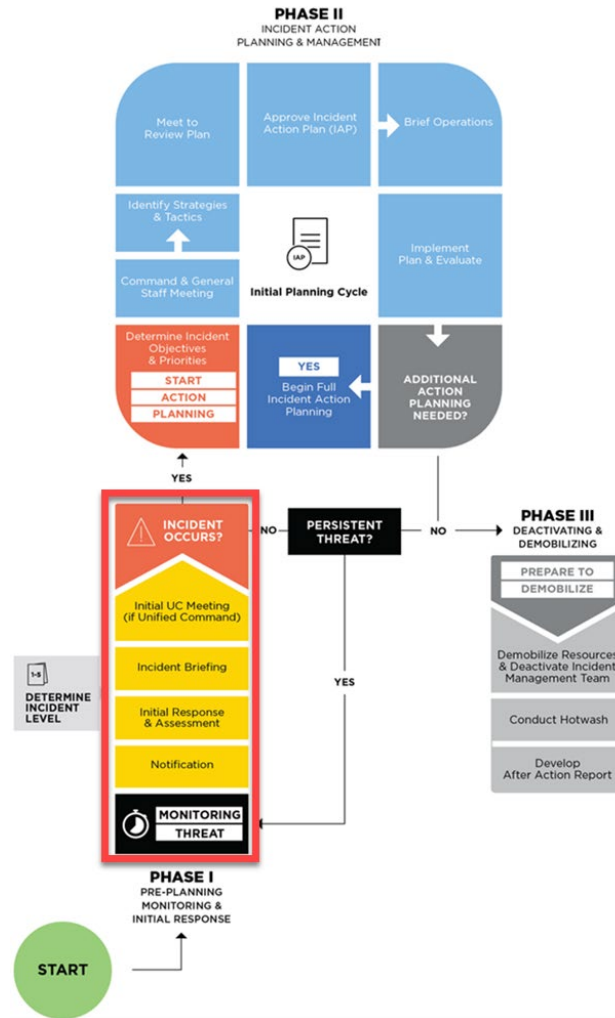 PHASE II
INCIDENT ACTION
PLANNING & MANAGEMENT
Meet to
Review Plan
Approve Incident
Action Plan (IAP)
Brief Operations
Identify Strategies
& Tactics
Command & General
Staff Meeting
IAP
Initial Planning Cycle
Implement
Plan & Evaluate
Determine Incident
Objectives
& Priorities
START
ACTION
PLANNING
YES
Begin Full
Incident Action
Planning
ADDITIONAL
ACTION
PLANNING
NEEDED?
YES
INCIDENT
OCCURS?
NO
PERSISTENT
THREAT?
NO
PHASE III
DEACTIVATING &
DEMOBILIZING
PREPARE TO
DEMOBILIZE
Initial UC Meeting
(if Unified Command)
Incident Briefing
Initial Response
& Assessment
Notification
MONITORING
THREAT
1-5
DETERMINE
INCIDENT
LEVEL
YES
Demobilize Resources
& Deactivate Incident
Management Team
Conduct Hotwash
Develop
After Action Report
PHASE I
PRE-PLANNING
MONITORING &
INITIAL RESPONSE
START